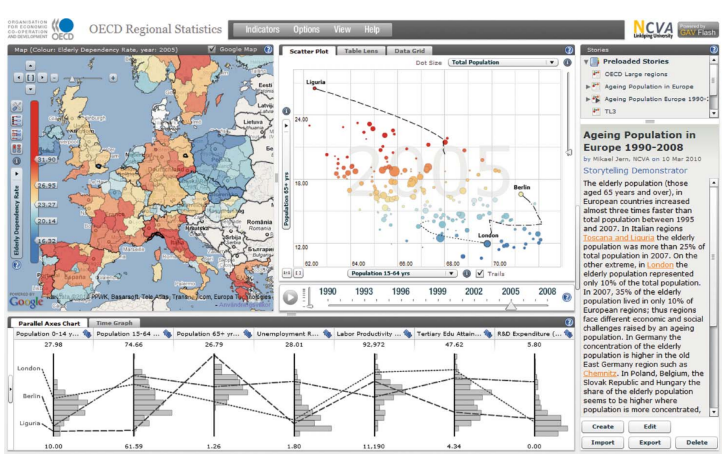 ORGANISATION
FOR ECONOMIC
CO-OPERATION
AND DEVELOPMENT
OECD
OECD Regional Statistics
Indicators Options View Help
NCVA
Linköping University
Powered by
GAV Flash
Map (Colour: Elderly Dependency Rate, year: 2005)
Google Map
Elderly Dependency Rate
31.90
26.95
23.27
20.14
16.32
Eesti
Latvija
Lietuva
România
Deutschland
España
Italia
Google
Scatter Plot Table Lens Data Grid
Dot Size Total Population
Liguria
Berlin
London
2005
Population 65+ yrs
24.00
18.00
12.00
62.00 64.00 66.00 68.00 70.00
Population 15-64 yrs
Trails
1990 1993 1996 1999 2002 2005 2008
Stories
Preloaded Stories
OECD Large regions
Ageing Population in Europe
Ageing Population Europe 1990-
TL3
Ageing Population in
Europe 1990-2008
by Mikael Jern, NCVA on 10 Mar 2010
Storytelling Demonstrator
The elderly population (those
aged 65 years and over), in
European countries increased
almost three times faster than
total population between 1995
and 2007. In Italian regions
Toscana and Liguria the elderly
population was more than 25% of
total population in 2007. On the
other extreme, in London the
elderly population represented
only 10% of the total population.
In 2007, 35% of the elderly
population lived in only 10% of
European regions; thus regions
face different economic and social
challenges raised by an ageing
population. In Germany the
concentration of the elderly
population is higher in the old
East Germany region such as
Chemnitz. In Poland, Belgium, the
Slovak Republic and Hungary the
share of the elderly population
seems to be higher where
population is more concentrated,
Create Edit
Import Export Delete
Parallel Axes Chart Time Graph
Population 0-14 y... Population 15-64 ... Population 65+ yr... Unemployment R... Labor Productivity ... Tertiary Edu Attain... R&D Expenditure (...
27.98 74.66 26.79 28.01 92,972 47.62 5.80
London
Berlin
Liguria
10.00 61.59 1.26 1.80 11,190 4.34 0.00